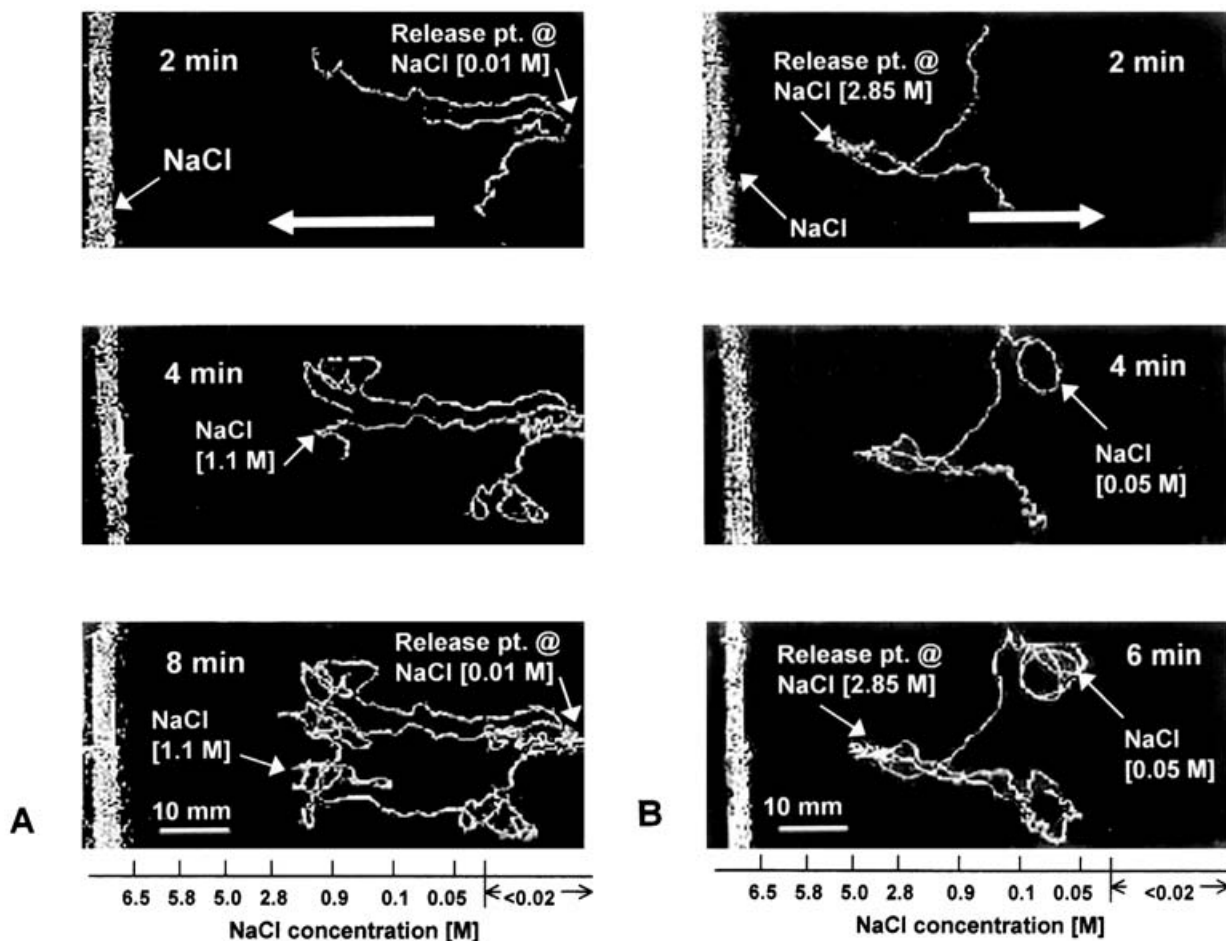 2 min
Release pt. @
NaCl [0.01 M]
NaCl
Release pt. @
NaCl [2.85 M]
2 min
NaCl
4 min
NaCl
[1.1 M]
4 min
NaCl
[0.05 M]
8 min
Release pt. @
NaCl [0.01 M]
NaCl
[1.1 M]
10 mm
A
Release pt. @
NaCl [2.85 M]
6 min
NaCl
[0.05 M]
10 mm
B
6.5 5.8 5.0 2.8 0.9 0.1 0.05 <0.02
NaCl concentration [M]
6.5 5.8 5.0 2.8 0.9 0.1 0.05 <0.02
NaCl concentration [M]